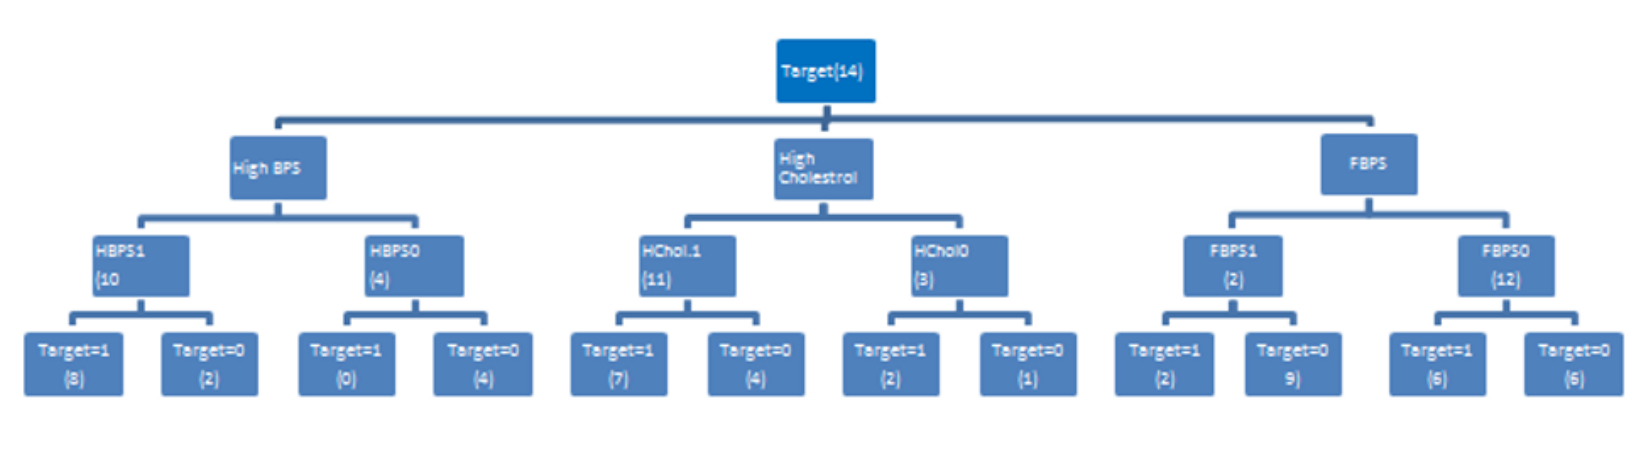 Target(14)
High BPS
High
Cholestrol
FBPS
HBPS1
(10
HBPS0
(4)
HChol.1
(11)
HChol0
(3)
FBPS1
(2)
FBPS0
(12)
Target=1
(8)
Target=0
(2)
Target=1
(0)
Target=0
(4)
Target=1
(7)
Target=0
(4)
Target=1
(2)
Target=0
(1)
Target=1
(2)
Target=0
9)
Target=1
(6)
Target=0
(6)